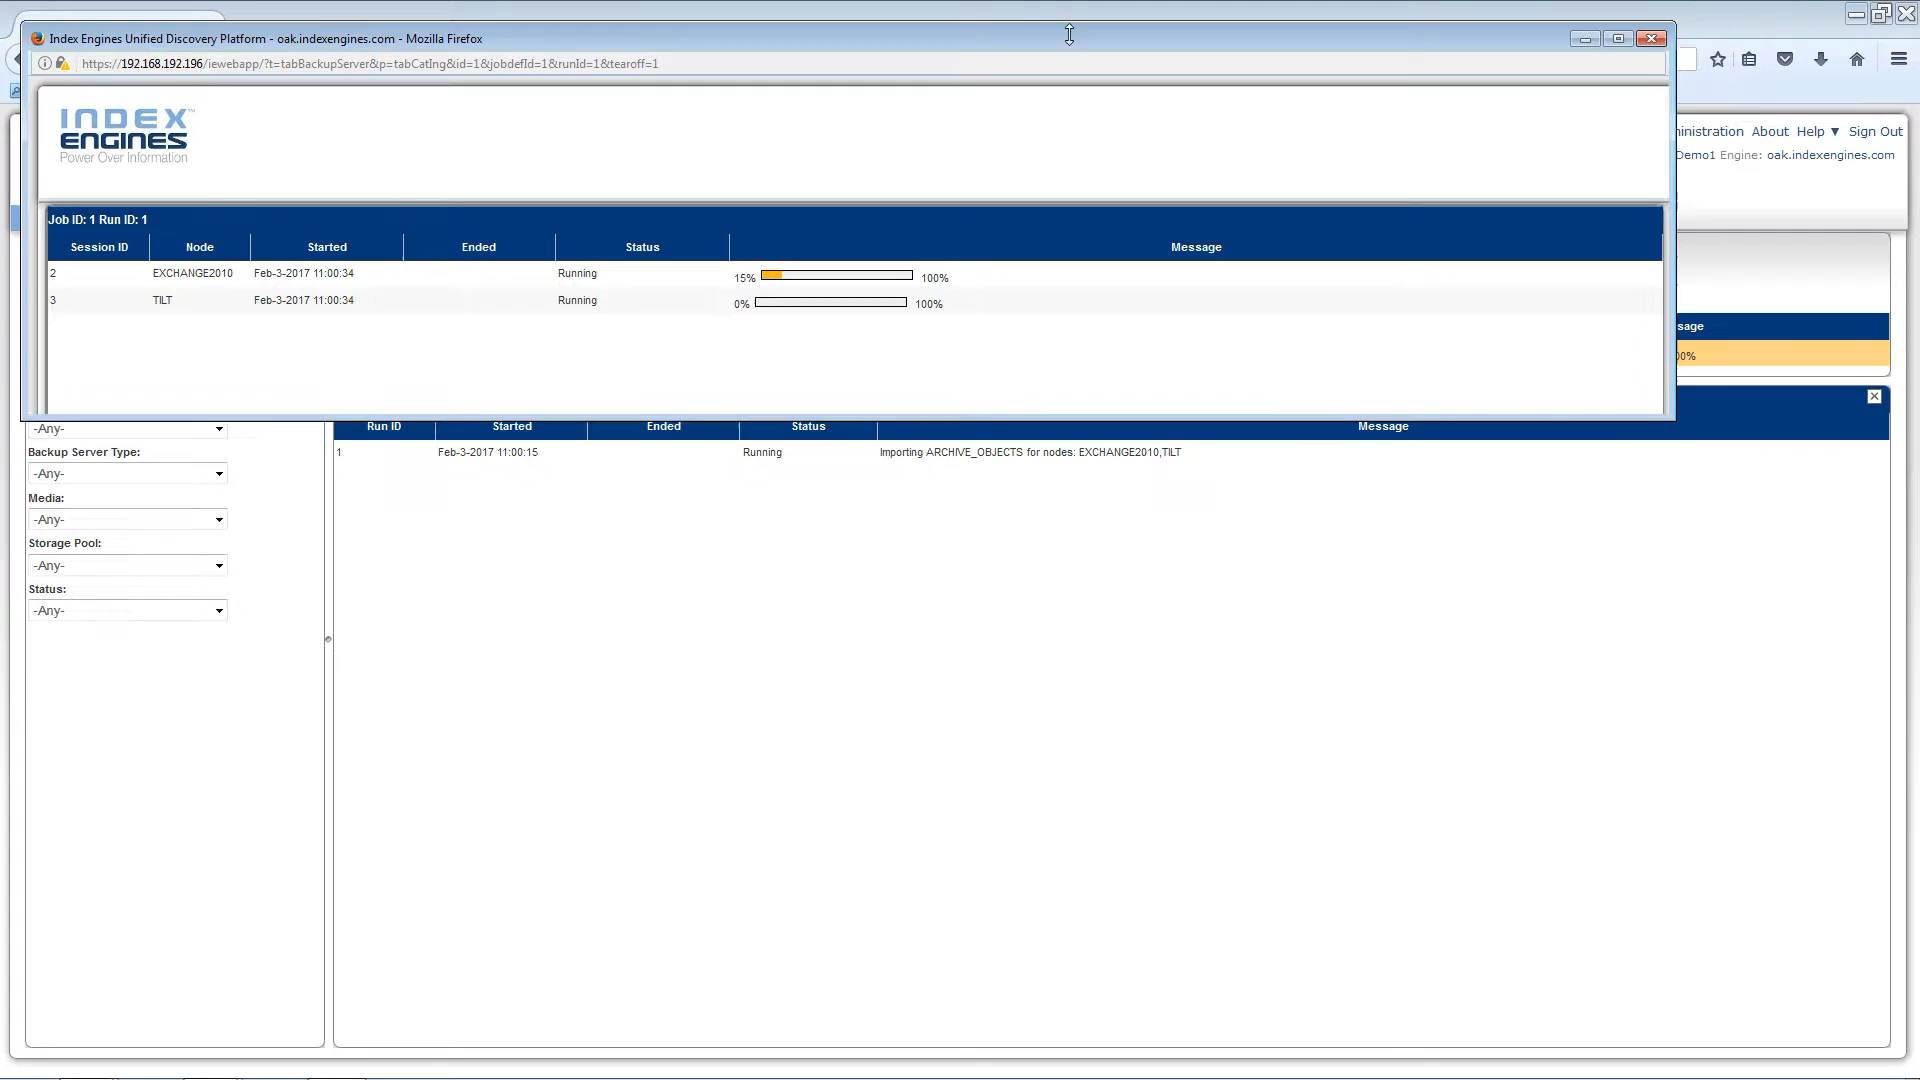 Index Engines Unified Discovery Platform - oak.indexengines.com - Mozilla Firefox
https://192.168.192.196/iewebapp/?t=tabBackupServer&p=tabCatIng&id=1&jobdefId=1&runId=1&tearoff=1
INDEX™
ENGINES
Power Over Information
About Help ▼ Sign Out
Demo1 Engine: oak.indexengines.com
Job ID: 1 Run ID: 1
Session ID Node Started Ended Status Message
2 EXCHANGE2010 Feb-3-2017 11:00:34 Running 15% 100%
3 TILT Feb-3-2017 11:00:34 Running 0% 100%
-Any-
Run ID Started Ended Status Message
1 Feb-3-2017 11:00:15 Running Importing ARCHIVE_OBJECTS for nodes: EXCHANGE2010,TILT
Backup Server Type:
-Any-
Media:
-Any-
Storage Pool:
-Any-
Status:
-Any-